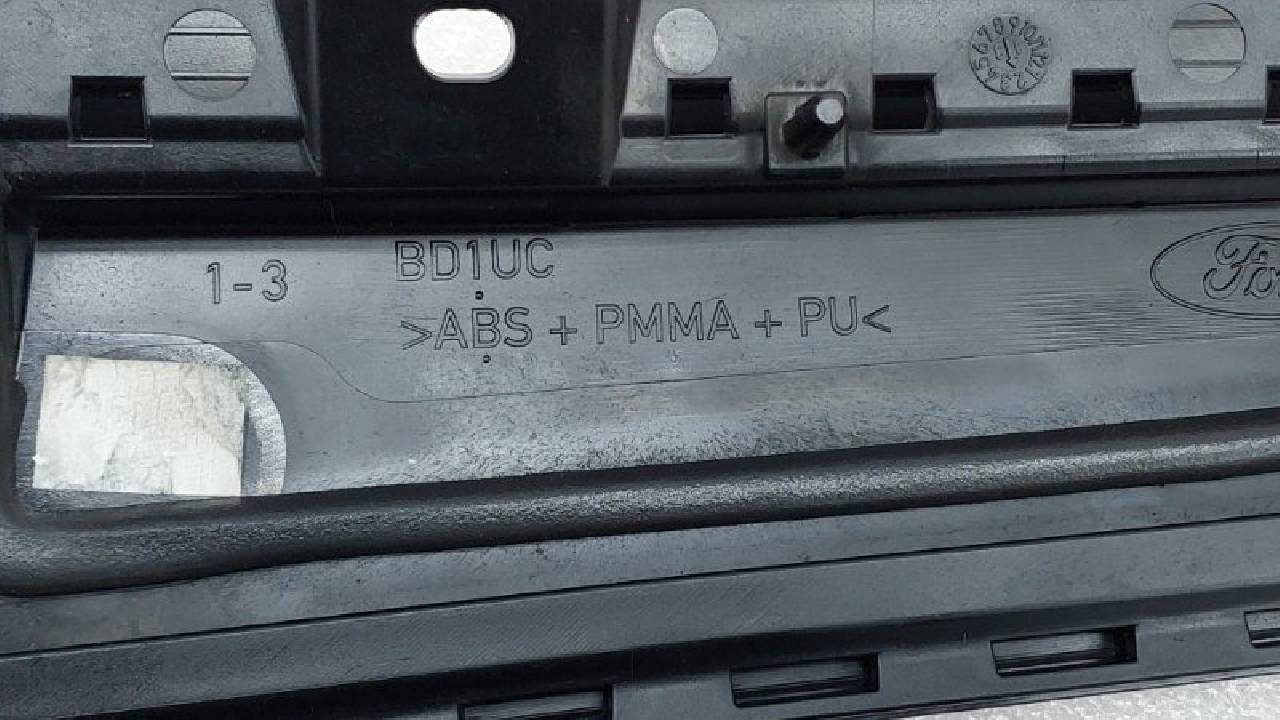 1-3
BD1UC
>ABS + PMMA + PU<